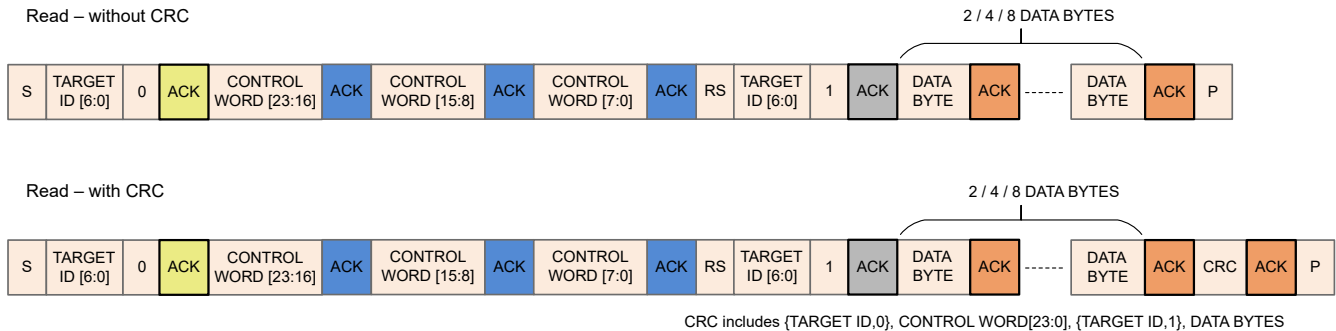 Read – without CRC
2 / 4 / 8 DATA BYTES
S TARGET ID [6:0] 0 ACK CONTROL WORD [23:16] ACK CONTROL WORD [15:8] ACK CONTROL WORD [7:0] ACK RS TARGET ID [6:0] 1 ACK DATA BYTE ACK DATA BYTE ACK P
Read – with CRC
2 / 4 / 8 DATA BYTES
S TARGET ID [6:0] 0 ACK CONTROL WORD [23:16] ACK CONTROL WORD [15:8] ACK CONTROL WORD [7:0] ACK RS TARGET ID [6:0] 1 ACK DATA BYTE ACK DATA BYTE ACK CRC ACK P
CRC includes {TARGET ID,0}, CONTROL WORD[23:0], {TARGET ID,1}, DATA BYTES